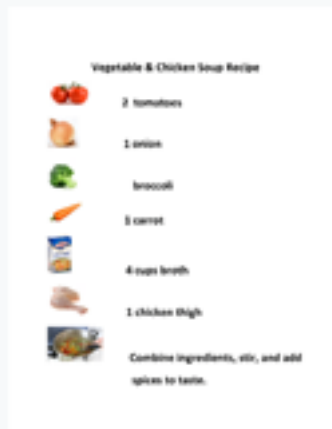 Vegetable & Chicken Soup Recipe
2 tomatoes
1 onion
broccoli
1 carrot
4 cups broth
1 chicken thigh
Combine ingredients, stir, and add
spices to taste.